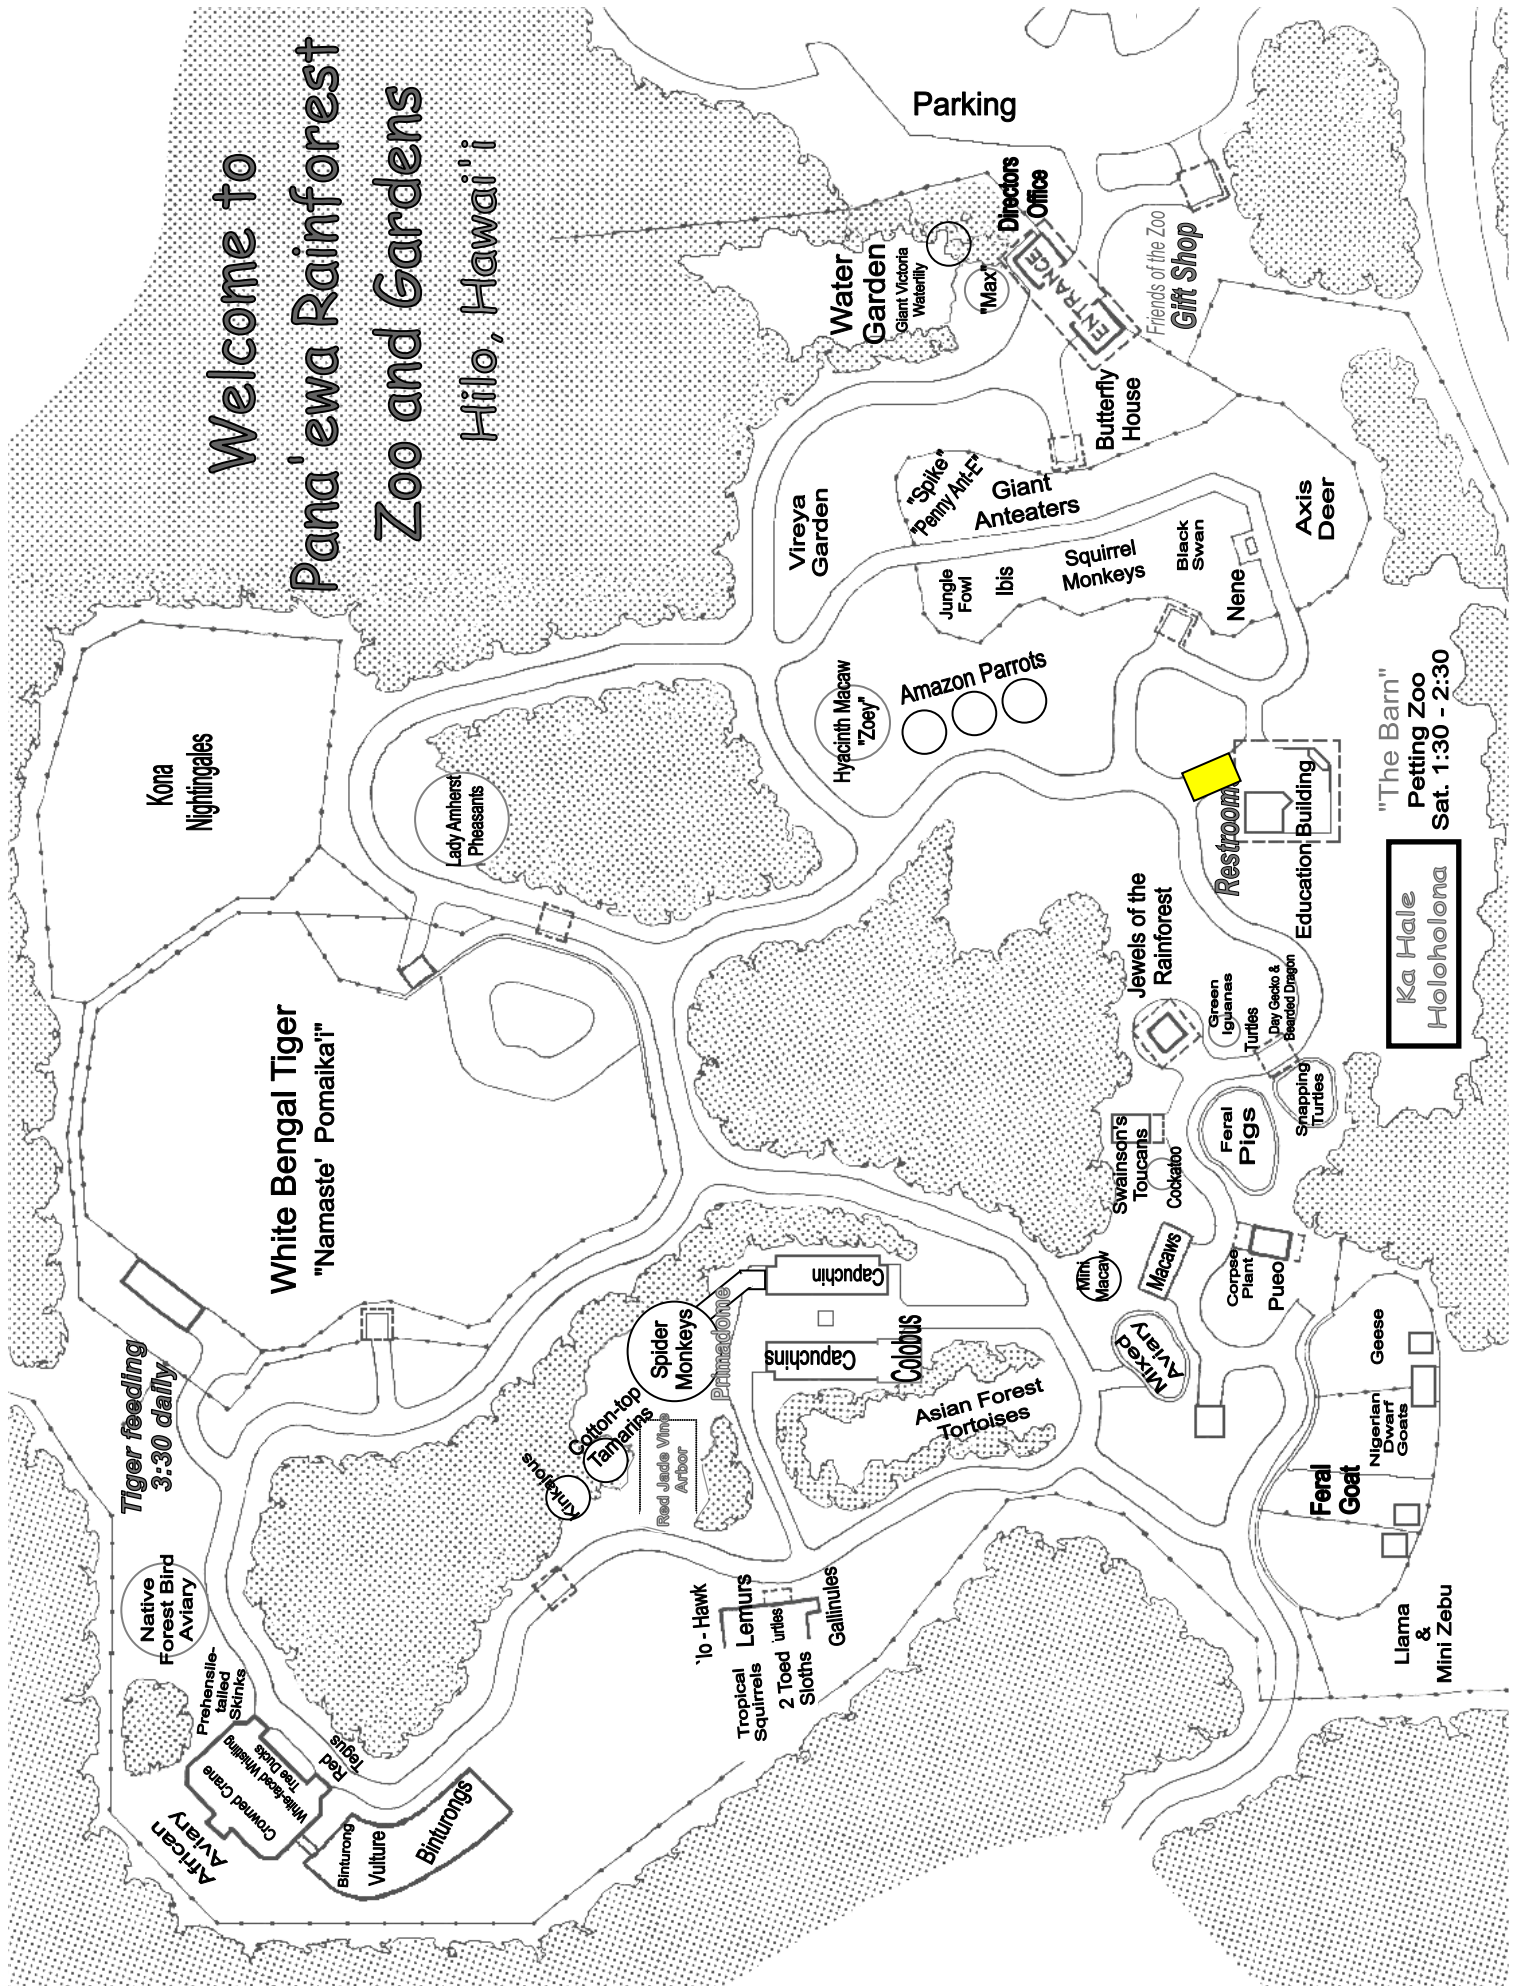 Welcome to
Pana'ewa Rainforest
Zoo and Gardens
Hilo, Hawai'i
Parking
Directors
Office
Water
Garden
Giant Victoria
Waterlily
"Max"
ENTRANCE
Friends of the Zoo
Gift Shop
Butterfly
House
Vireya
Garden
"Spike"
"Penny Ant-E"
Giant
Anteaters
Jungle
Fowl
Ibis
Squirrel
Monkeys
Black
Swan
Nene
Axis
Deer
Kona
Nightingales
Lady Amherst
Pheasants
Hyacinth Macaw
"Zoey"
Amazon Parrots
"The Barn"
Petting Zoo
Sat. 1:30 - 2:30
Ka Hale
Holoholona
Restrooms
Education Building
Jewels of the
Rainforest
Green
Iguanas
Turtles
Day Gecko &
Bearded Dragon
Snapping
Turtles
Feral
Pigs
Swainson's
Toucans
Cockatoo
White Bengal Tiger
"Namaste' Pomaika'i"
Macaws
Mini
Macaw
Corpse
Plant
Pueo
Mixed
Aviary
Capuchin
Spider
Monkeys
Primadome
Capuchins
Colobus
Asian Forest
Tortoises
Geese
Nigerian
Dwarf
Goats
Feral
Goat
Llama
&
Mini Zebu
Tiger feeding
3:30 daily
Cotton-top
Tamarins
Kinkajous
Red Jade Vine
Arbor
Native
Forest Bird
Aviary
'Io - Hawk
Lemurs
urtles
Gallinules
Tropical
Squirrels
2 Toed
Sloths
Prehensile-
tailed
Skinks
Red
Tegus
White-faced Whistling
Tree Ducks
Crowned Crane
African
Aviary
Binturong
Vulture
Binturongs